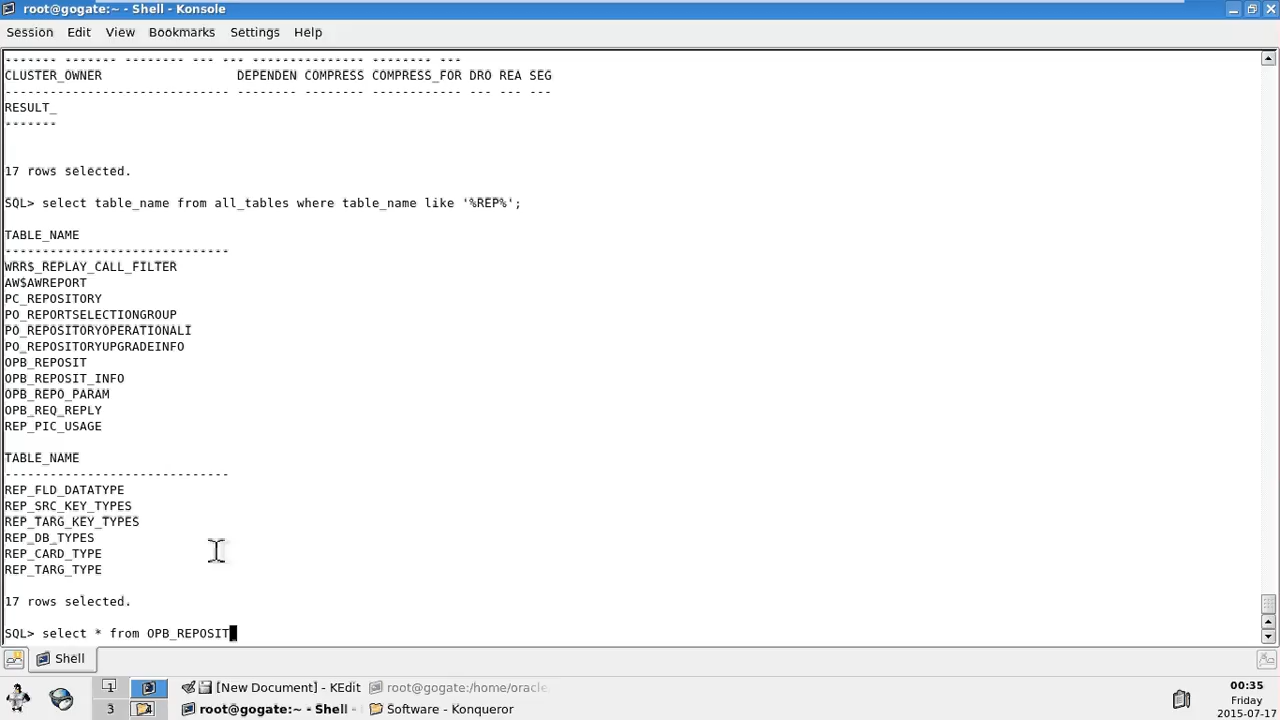 root@gogate:~ - Shell - Konsole
Session Edit View Bookmarks Settings Help
------- ------- -------- --- --- --------------- -------- ---
CLUSTER_OWNER DEPENDEN COMPRESS COMPRESS_FOR DRO REA SEG
------------------------------ -------- -------- ------------ --- --- ---
RESULT_
-------
17 rows selected.
SQL> select table_name from all_tables where table_name like '%REP%';
TABLE_NAME
------------------------------
WRR$_REPLAY_CALL_FILTER
AW$AWREPORT
PC_REPOSITORY
PO_REPORTSELECTIONGROUP
PO_REPOSITORYOPERATIONALI
PO_REPOSITORYUPGRADEINFO
OPB_REPOSIT
OPB_REPOSIT_INFO
OPB_REPO_PARAM
OPB_REQ_REPLY
REP_PIC_USAGE
TABLE_NAME
------------------------------
REP_FLD_DATATYPE
REP_SRC_KEY_TYPES
REP_TARG_KEY_TYPES
REP_DB_TYPES
REP_CARD_TYPE
REP_TARG_TYPE
17 rows selected.
SQL> select * from OPB_REPOSIT
Shell
1
3
[New Document] - KEdit
root@gogate:/home/oracle
root@gogate:~ - Shell -
Software - Konqueror
00:35
Friday
2015-07-17